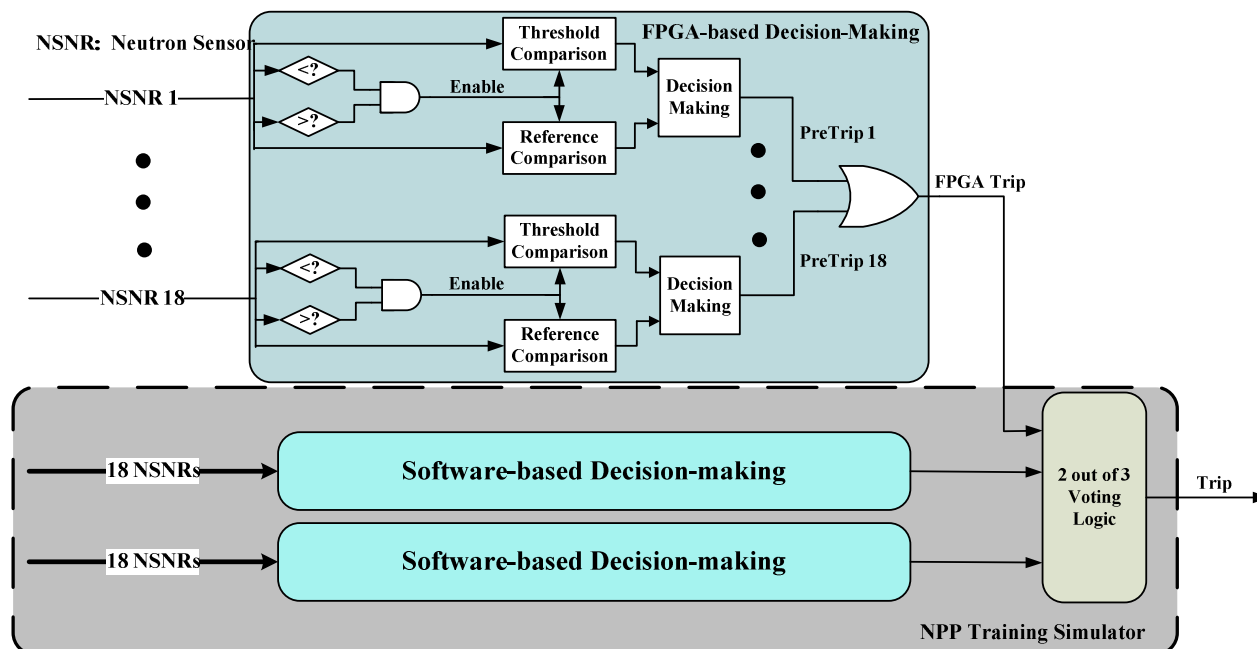 NSNR: Neutron Sensor
FPGA-based Decision-Making
Threshold
Comparison
<?
NSNR 1
Enable
Decision
Making
>?
Reference
Comparison
PreTrip 1
FPGA Trip
Threshold
Comparison
<?
PreTrip 18
NSNR 18
Enable
Decision
Making
>?
Reference
Comparison
18 NSNRs
Software-based Decision-making
2 out of 3
Voting
Logic
Trip
18 NSNRs
Software-based Decision-making
NPP Training Simulator